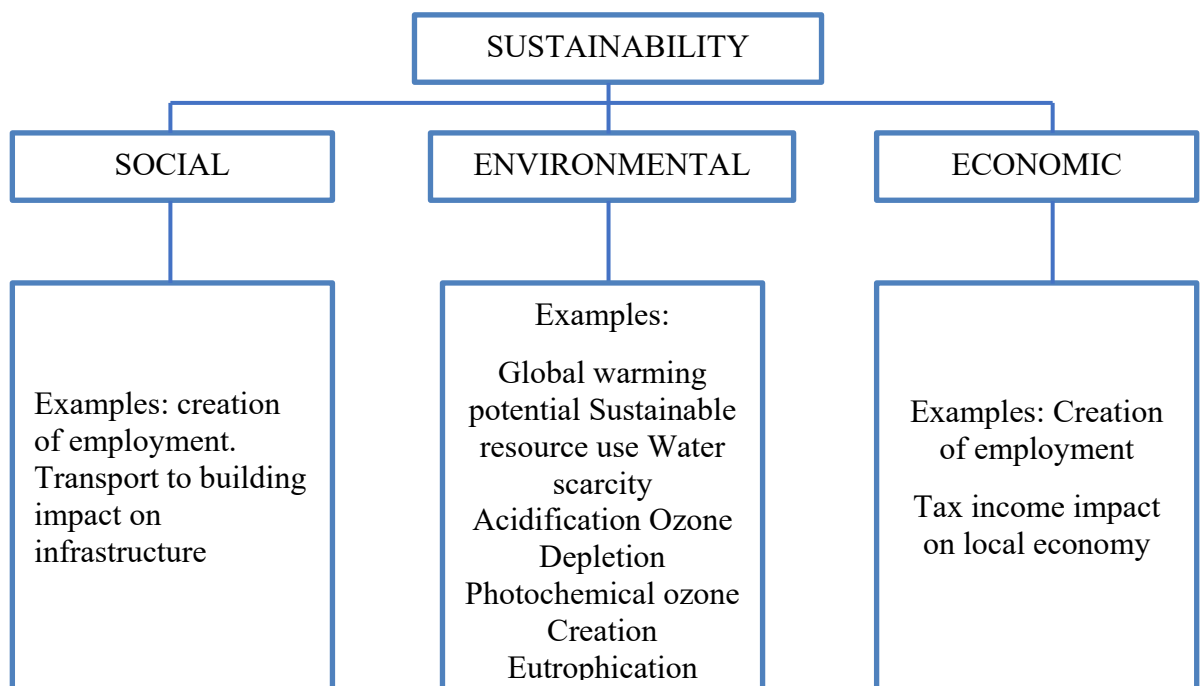 SUSTAINABILITY
SOCIAL
ENVIRONMENTAL
ECONOMIC
Examples: creation
of employment.
Transport to building
impact on
infrastructure
Examples:
Global warming
potential Sustainable
resource use Water
scarcity
Acidification Ozone
Depletion
Photochemical ozone
Creation
Eutrophication
Examples: Creation
of employment
Tax income impact
on local economy